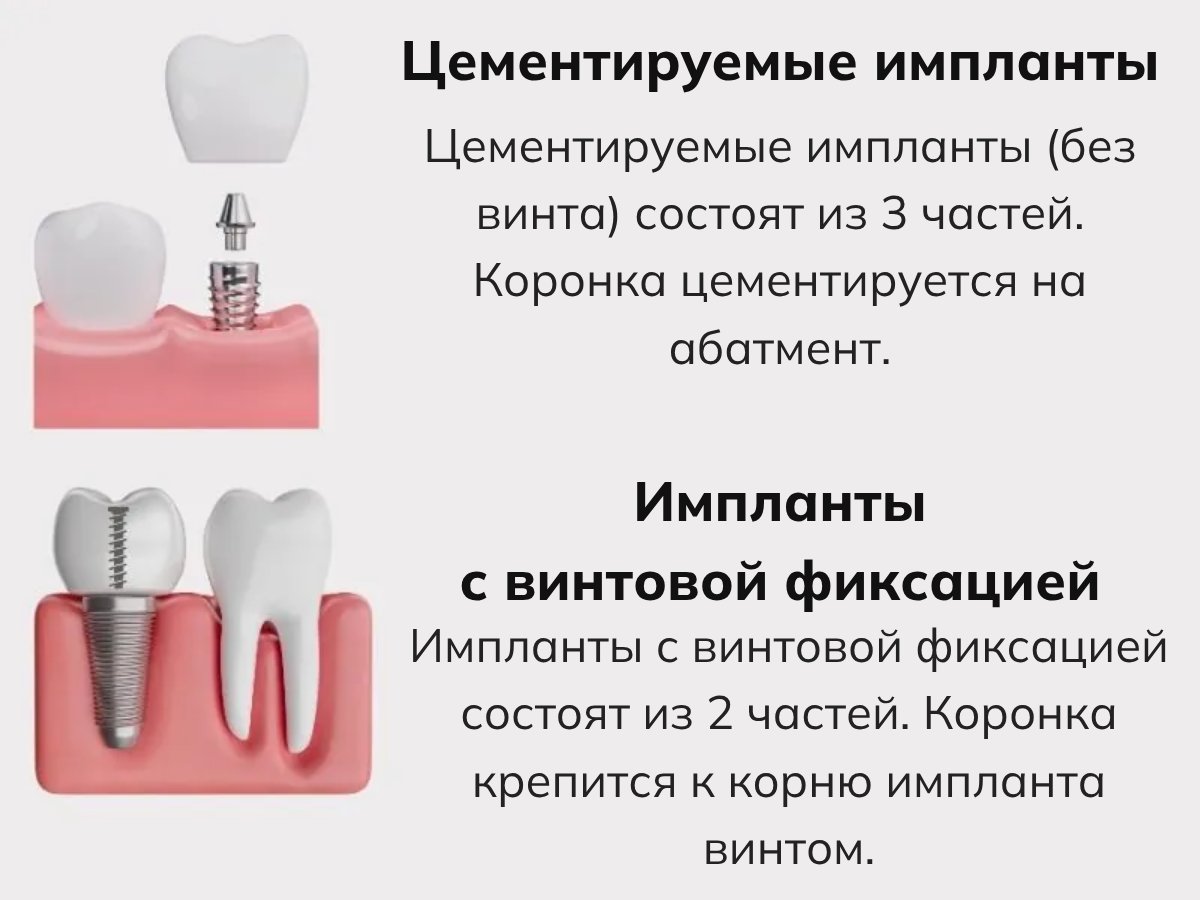 Цементируемые импланты
Цементируемые импланты (без
винта) состоят из 3 частей.
Коронка цементируется на
абатмент.
Импланты
с винтовой фиксацией
Импланты с винтовой фиксацией
состоят из 2 частей. Коронка
крепится к корню импланта
винтом.